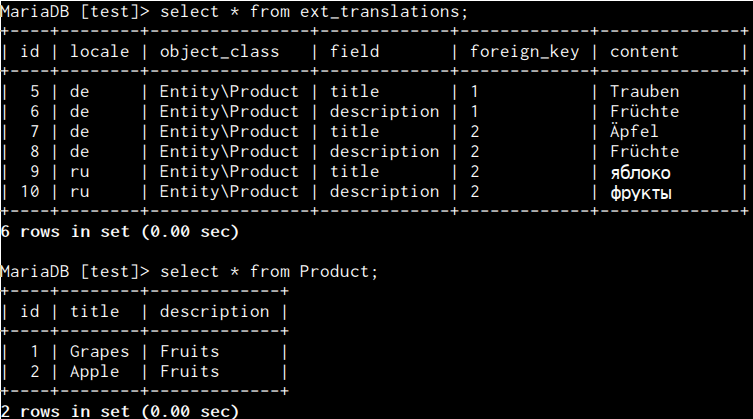 MariaDB [test]> select * from ext_translations;
+----+--------+----------------+-------------+-------------+--------------+
| id | locale | object_class   | field       | foreign_key | content      |
+----+--------+----------------+-------------+-------------+--------------+
|  5 | de     | Entity\Product | title       | 1           | Trauben      |
|  6 | de     | Entity\Product | description | 1           | Früchte      |
|  7 | de     | Entity\Product | title       | 2           | Äpfel        |
|  8 | de     | Entity\Product | description | 2           | Früchte      |
|  9 | ru     | Entity\Product | title       | 2           | яблоко       |
| 10 | ru     | Entity\Product | description | 2           | фрукты       |
+----+--------+----------------+-------------+-------------+--------------+
6 rows in set (0.00 sec)

MariaDB [test]> select * from Product;
+----+--------+-------------+
| id | title  | description |
+----+--------+-------------+
|  1 | Grapes | Fruits      |
|  2 | Apple  | Fruits      |
+----+--------+-------------+
2 rows in set (0.00 sec)